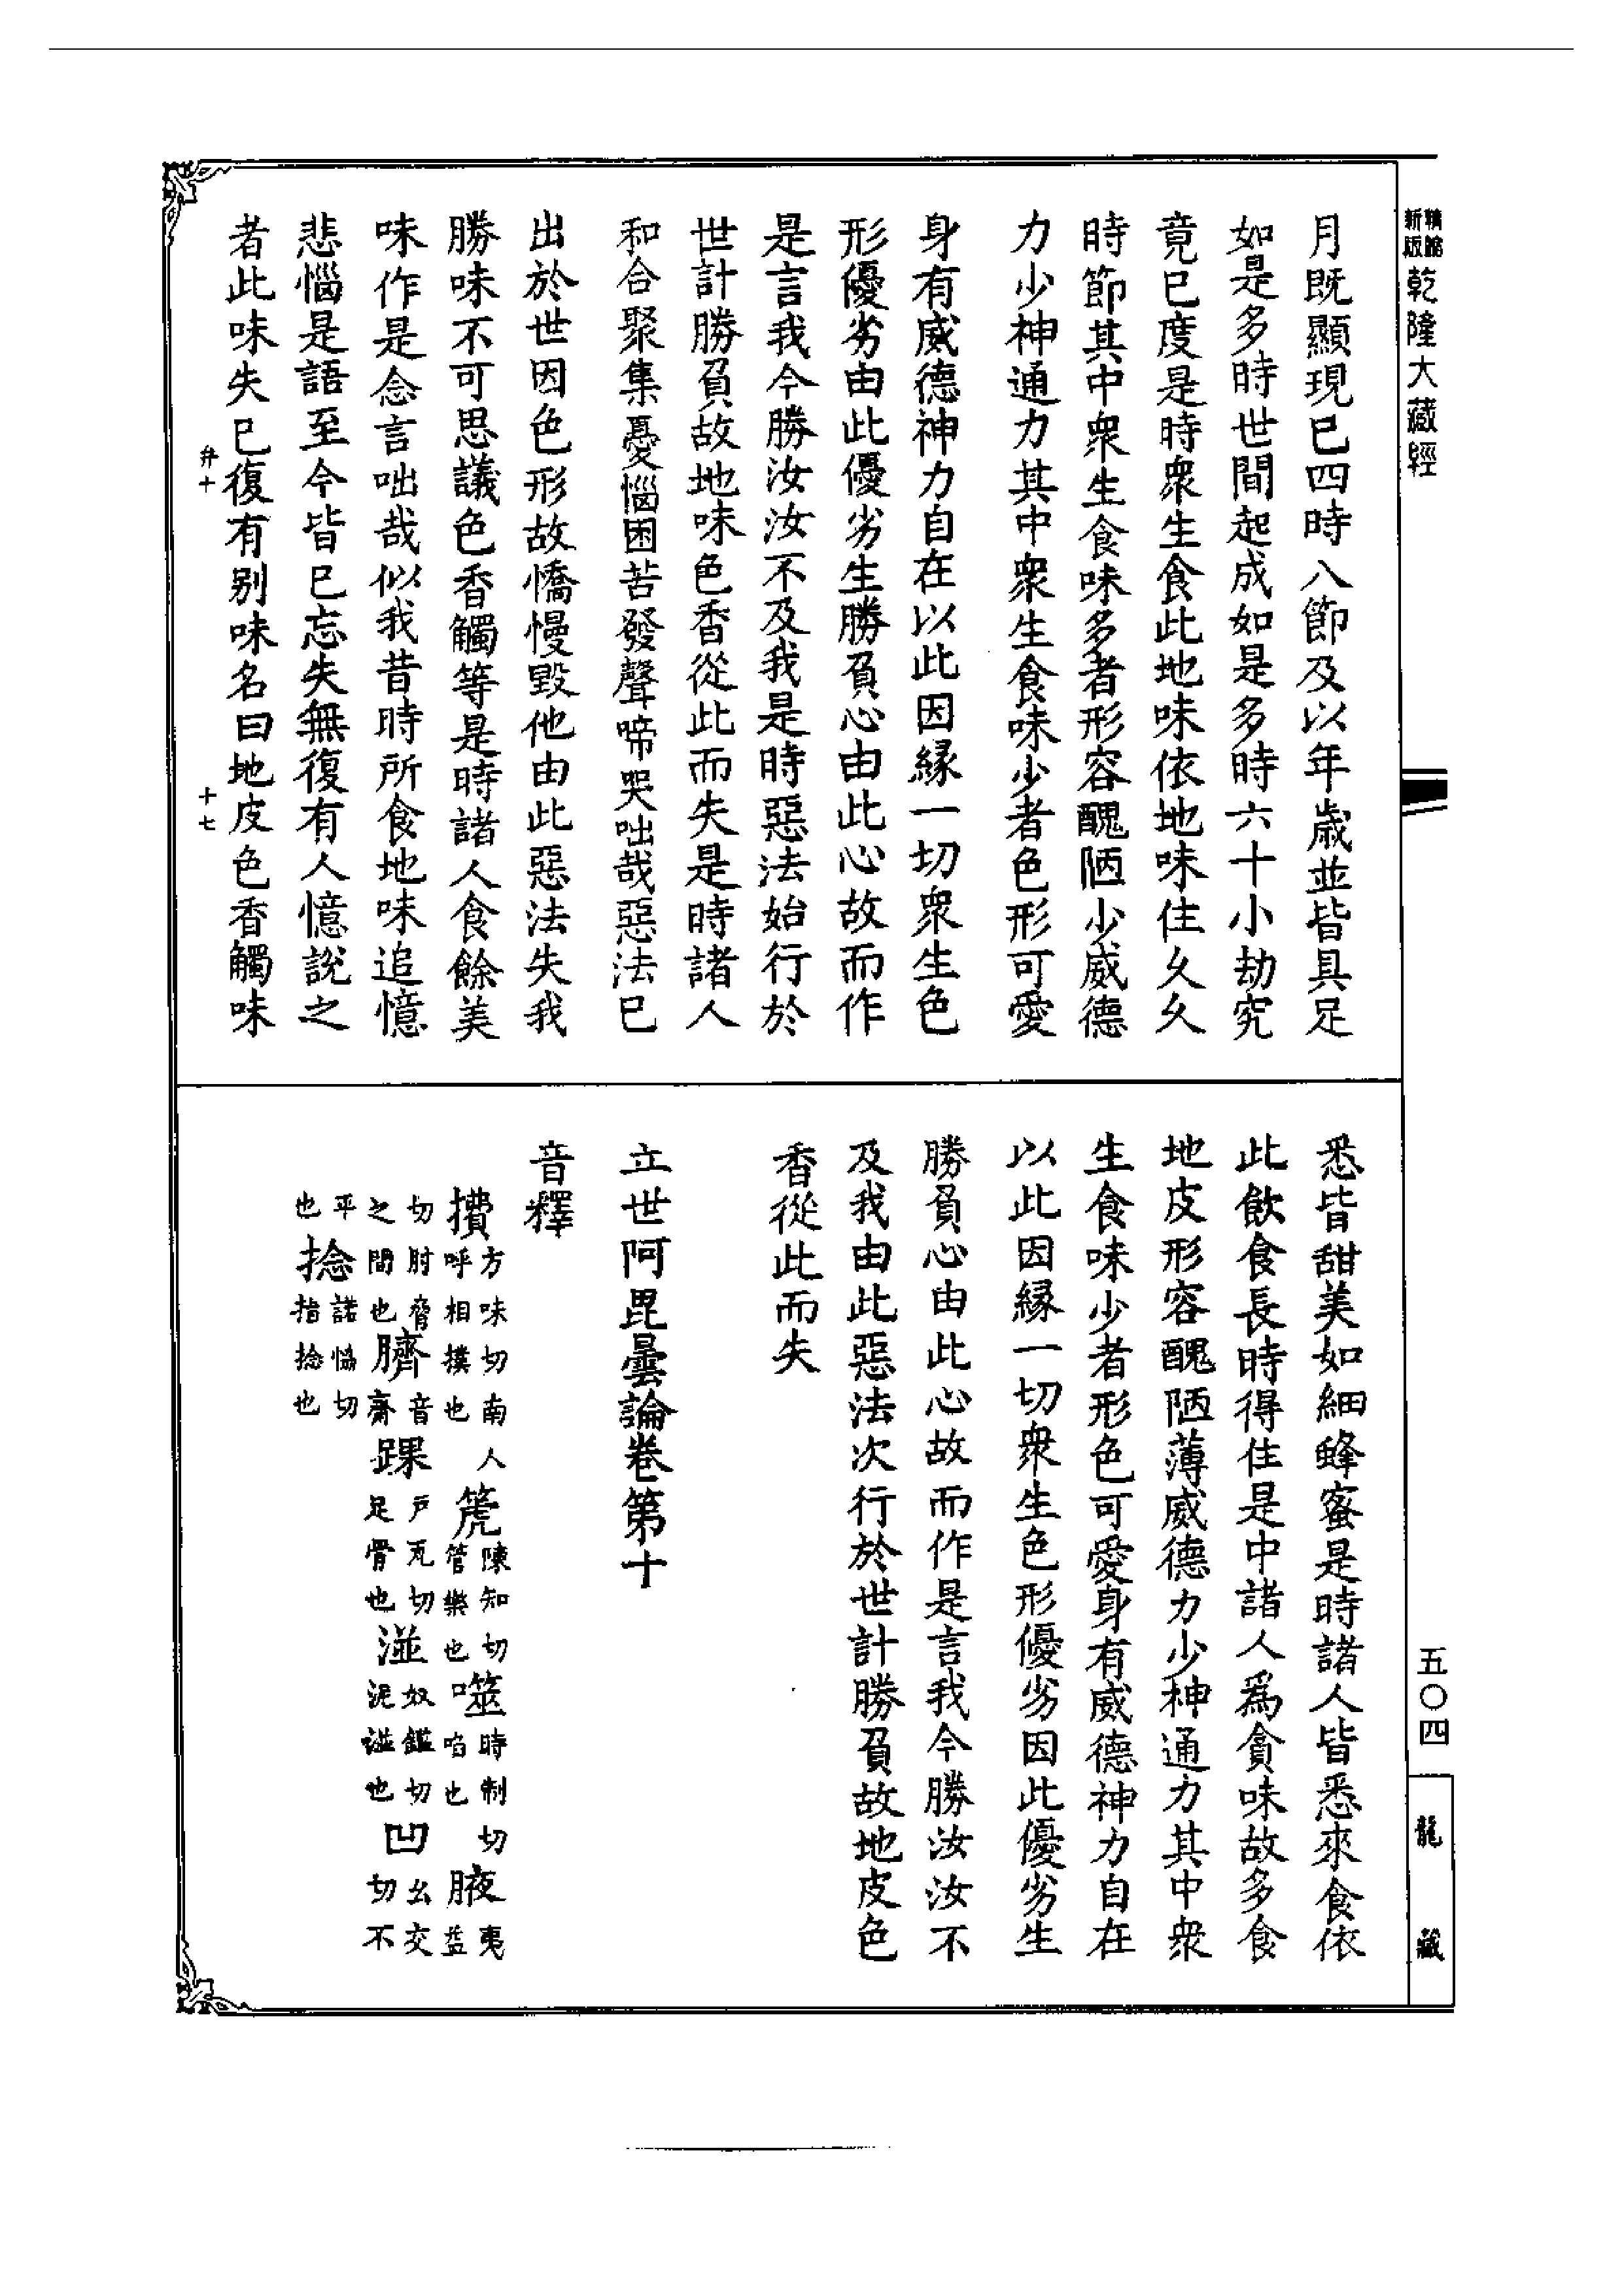 新版 精縮 乾隆大藏經
月既顯現已四時八節及以年歲並皆具足
如是多時世間起成如是多時六十小劫究
竟已度是時衆生食此地味依地味住久久
時節其中衆生食味多者形容醜陋少威德
力少神通力其中衆生食味少者色形可愛
身有威德神力自在以此因縁一切衆生色
形優劣由此優劣生勝負心由此心故而作
是言我今勝汝汝不及我是時惡法始行於
世計勝負故地味色香從此而失是時諸人
和合聚集憂惱困苦發聲啼哭咄哉惡法已
出於世因色形故憍慢毀他由此惡法失我
勝味不可思議色香觸等是時諸人食餘美
味作是念言咄哉似我昔時所食地味追憶
悲惱是語至今皆已忘失無復有人憶說之
者此味失已復有别味名曰地皮色香觸味
弁十 十七
悉皆甜美如細蜂蜜是時諸人皆悉來食依
此飲食長時得住是中諸人爲貪味故多食
地皮形容醜陋薄威德力少神通力其中衆
生食味少者形色可愛身有威德神力自在
以此因縁一切衆生色形優劣因此優劣生
勝負心由此心故而作是言我今勝汝汝不
及我由此惡法次行於世計勝負故地皮色
香從此而失
立世阿毘曇論卷第十
音釋
㩌方味切南人呼相撲也 箎陳知切管樂也 噬時制切啗也 腋夷益
切肘脅之間也 臍音齋 踝戸瓦切足骨也 湴奴鑑切泥湴也 凹幺交切不
平也 捻諾恊切指捻也
五〇四
龍藏